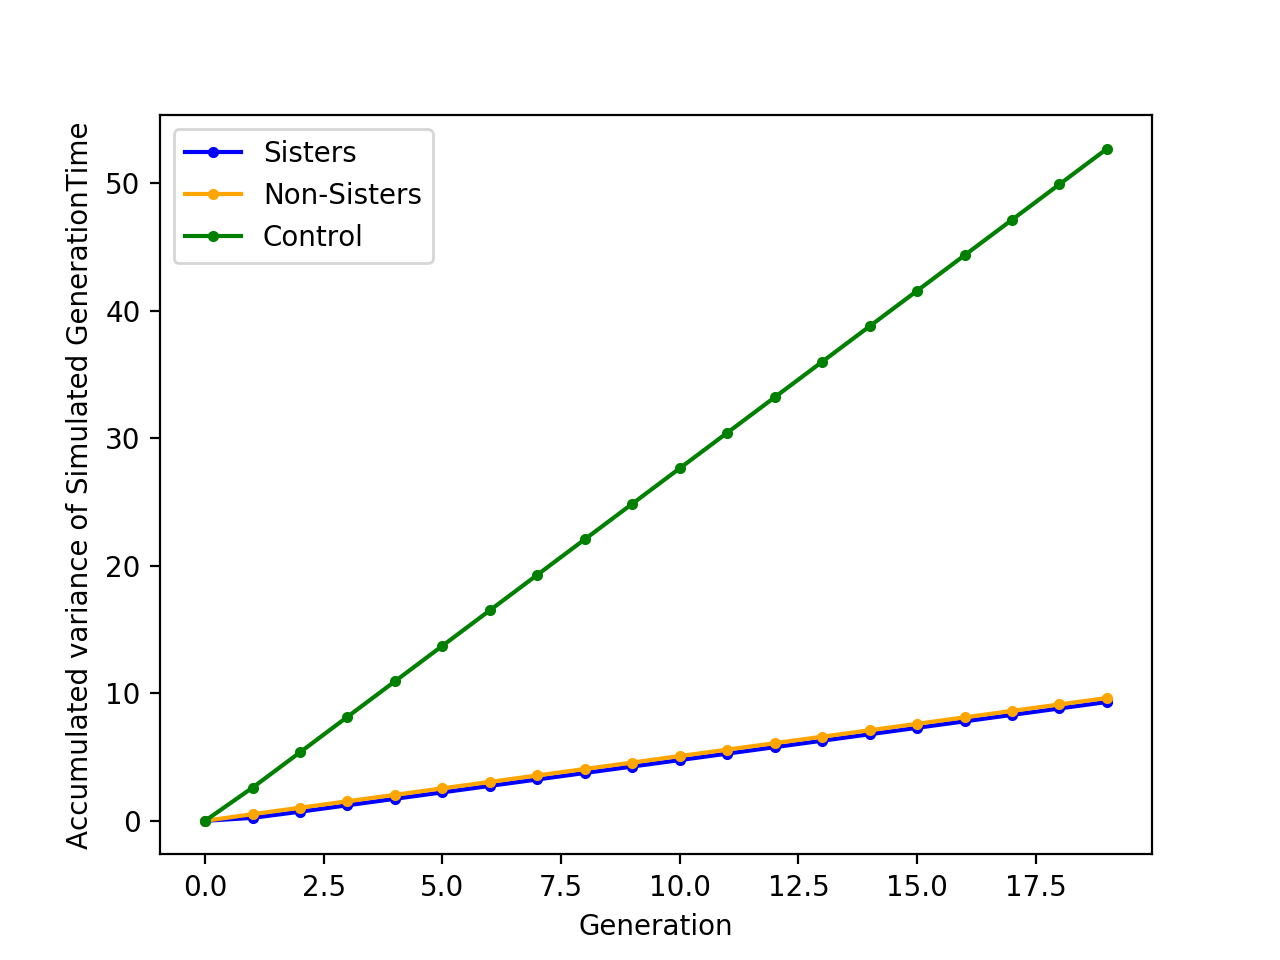 Sisters
Non-Sisters
Control
Accumulated variance of Simulated GenerationTime
50
40
30
20
10
0
0.0 2.5 5.0 7.5 10.0 12.5 15.0 17.5
Generation